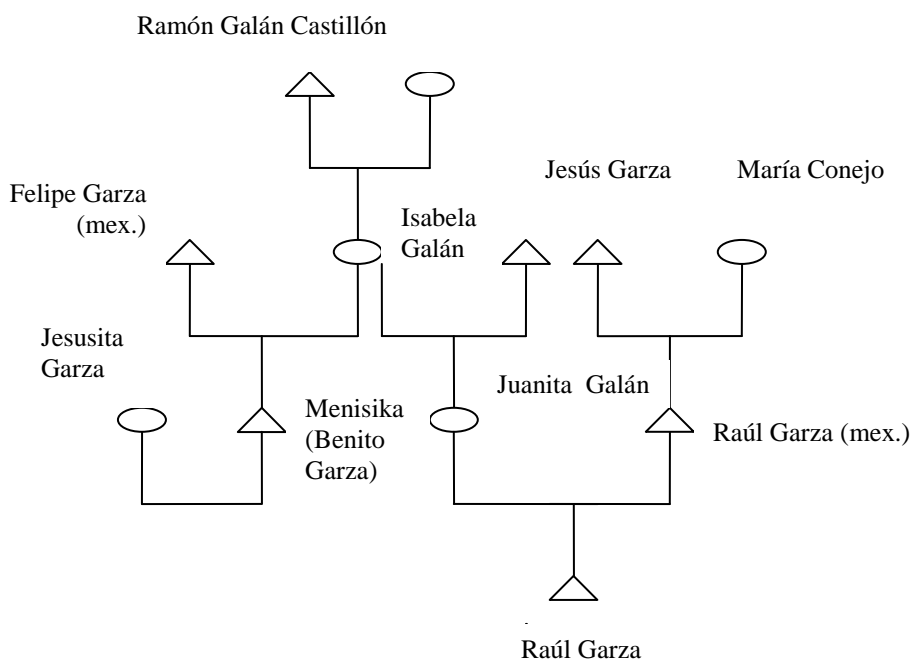 Ramón Galán Castillón
Jesús Garza
María Conejo
Felipe Garza
(mex.)
Isabela
Galán
Jesusita
Garza
Menisika
(Benito
Garza)
Juanita Galán
Raúl Garza (mex.)
Raúl Garza